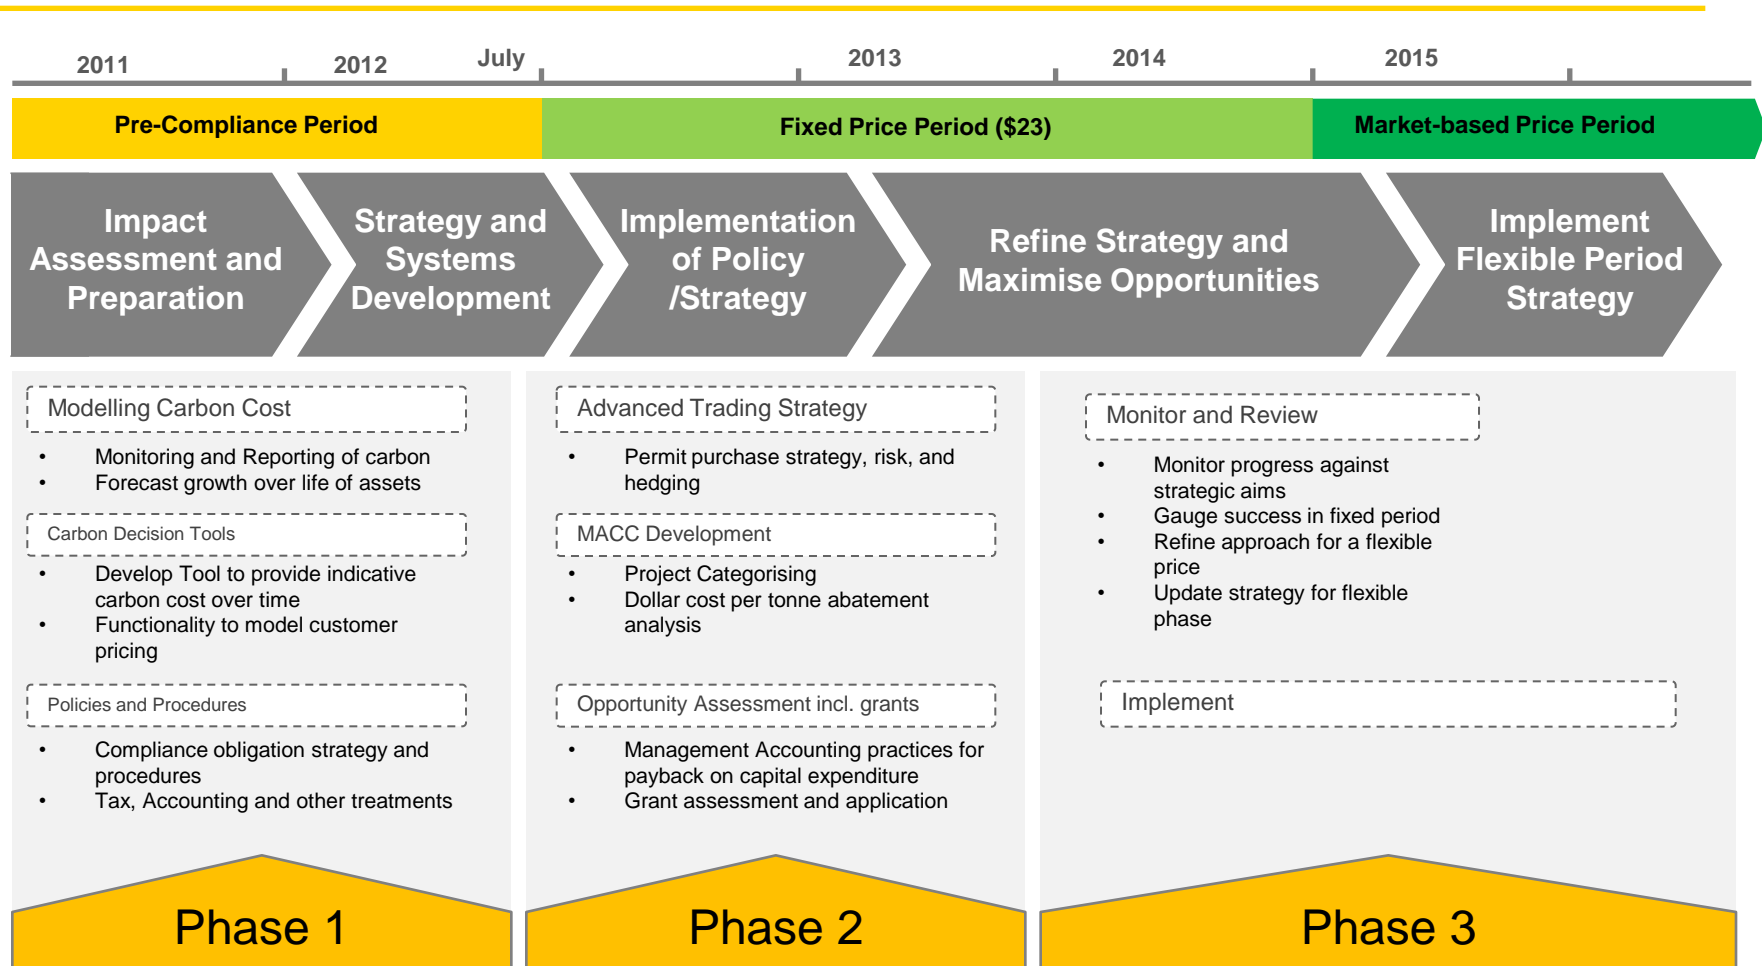 2011
2012
July
2013
2014
2015
Pre-Compliance Period
Fixed Price Period ($23)
Market-based Price Period
Impact
Assessment and
Preparation
Strategy and
Systems
Development
Implementation
of Policy
/Strategy
Refine Strategy and
Maximise Opportunities
Implement
Flexible Period
Strategy
Modelling Carbon Cost
• Monitoring and Reporting of carbon
• Forecast growth over life of assets
Carbon Decision Tools
• Develop Tool to provide indicative
carbon cost over time
• Functionality to model customer
pricing
Policies and Procedures
• Compliance obligation strategy and
procedures
• Tax, Accounting and other treatments
Phase 1
Advanced Trading Strategy
• Permit purchase strategy, risk, and
hedging
MACC Development
• Project Categorising
• Dollar cost per tonne abatement
analysis
Opportunity Assessment incl. grants
• Management Accounting practices for
payback on capital expenditure
• Grant assessment and application
Phase 2
Monitor and Review
• Monitor progress against
strategic aims
• Gauge success in fixed period
• Refine approach for a flexible
price
• Update strategy for flexible
phase
Implement
Phase 3